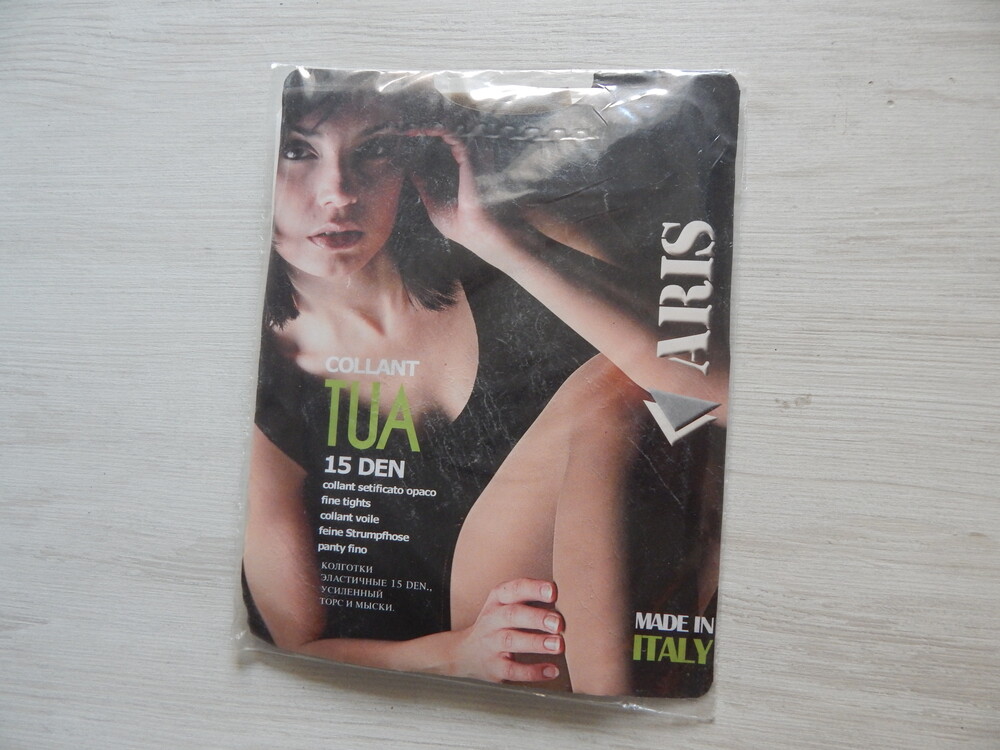 ARIS
COLLANT
TUA
15 DEN
collant setificato opaco
fine tights
collant voile
feine Strumpfhose
panty fino
КОЛГОТКИ
ЭЛАСТИЧНЫЕ 15 DEN.,
УСИЛЕННЫЙ
ТОРС И МЫСКИ.
MADE IN
ITALY